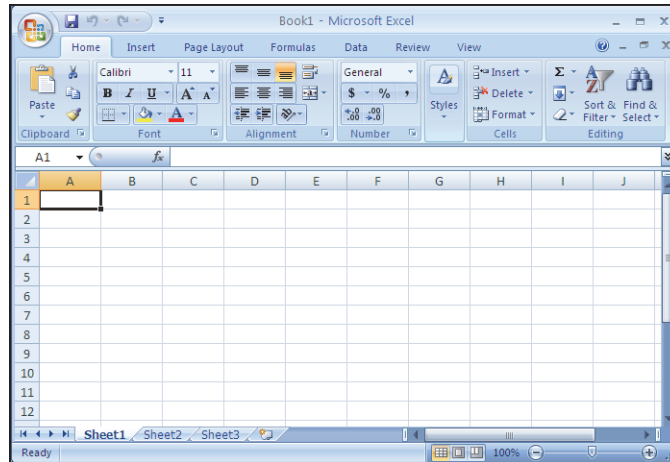 Book1 - Microsoft Excel
Home Insert Page Layout Formulas Data Review View
Paste
Calibri 11
B I U A A
A
General
$ % ,
.0 .00
.00 .0
Styles
Insert
Delete
Format
Σ
Sort & Filter
Find & Select
Clipboard Font Alignment Number Cells Editing
A1 fx
A B C D E F G H I J
1
2
3
4
5
6
7
8
9
10
11
12
Sheet1 Sheet2 Sheet3
Ready 100%